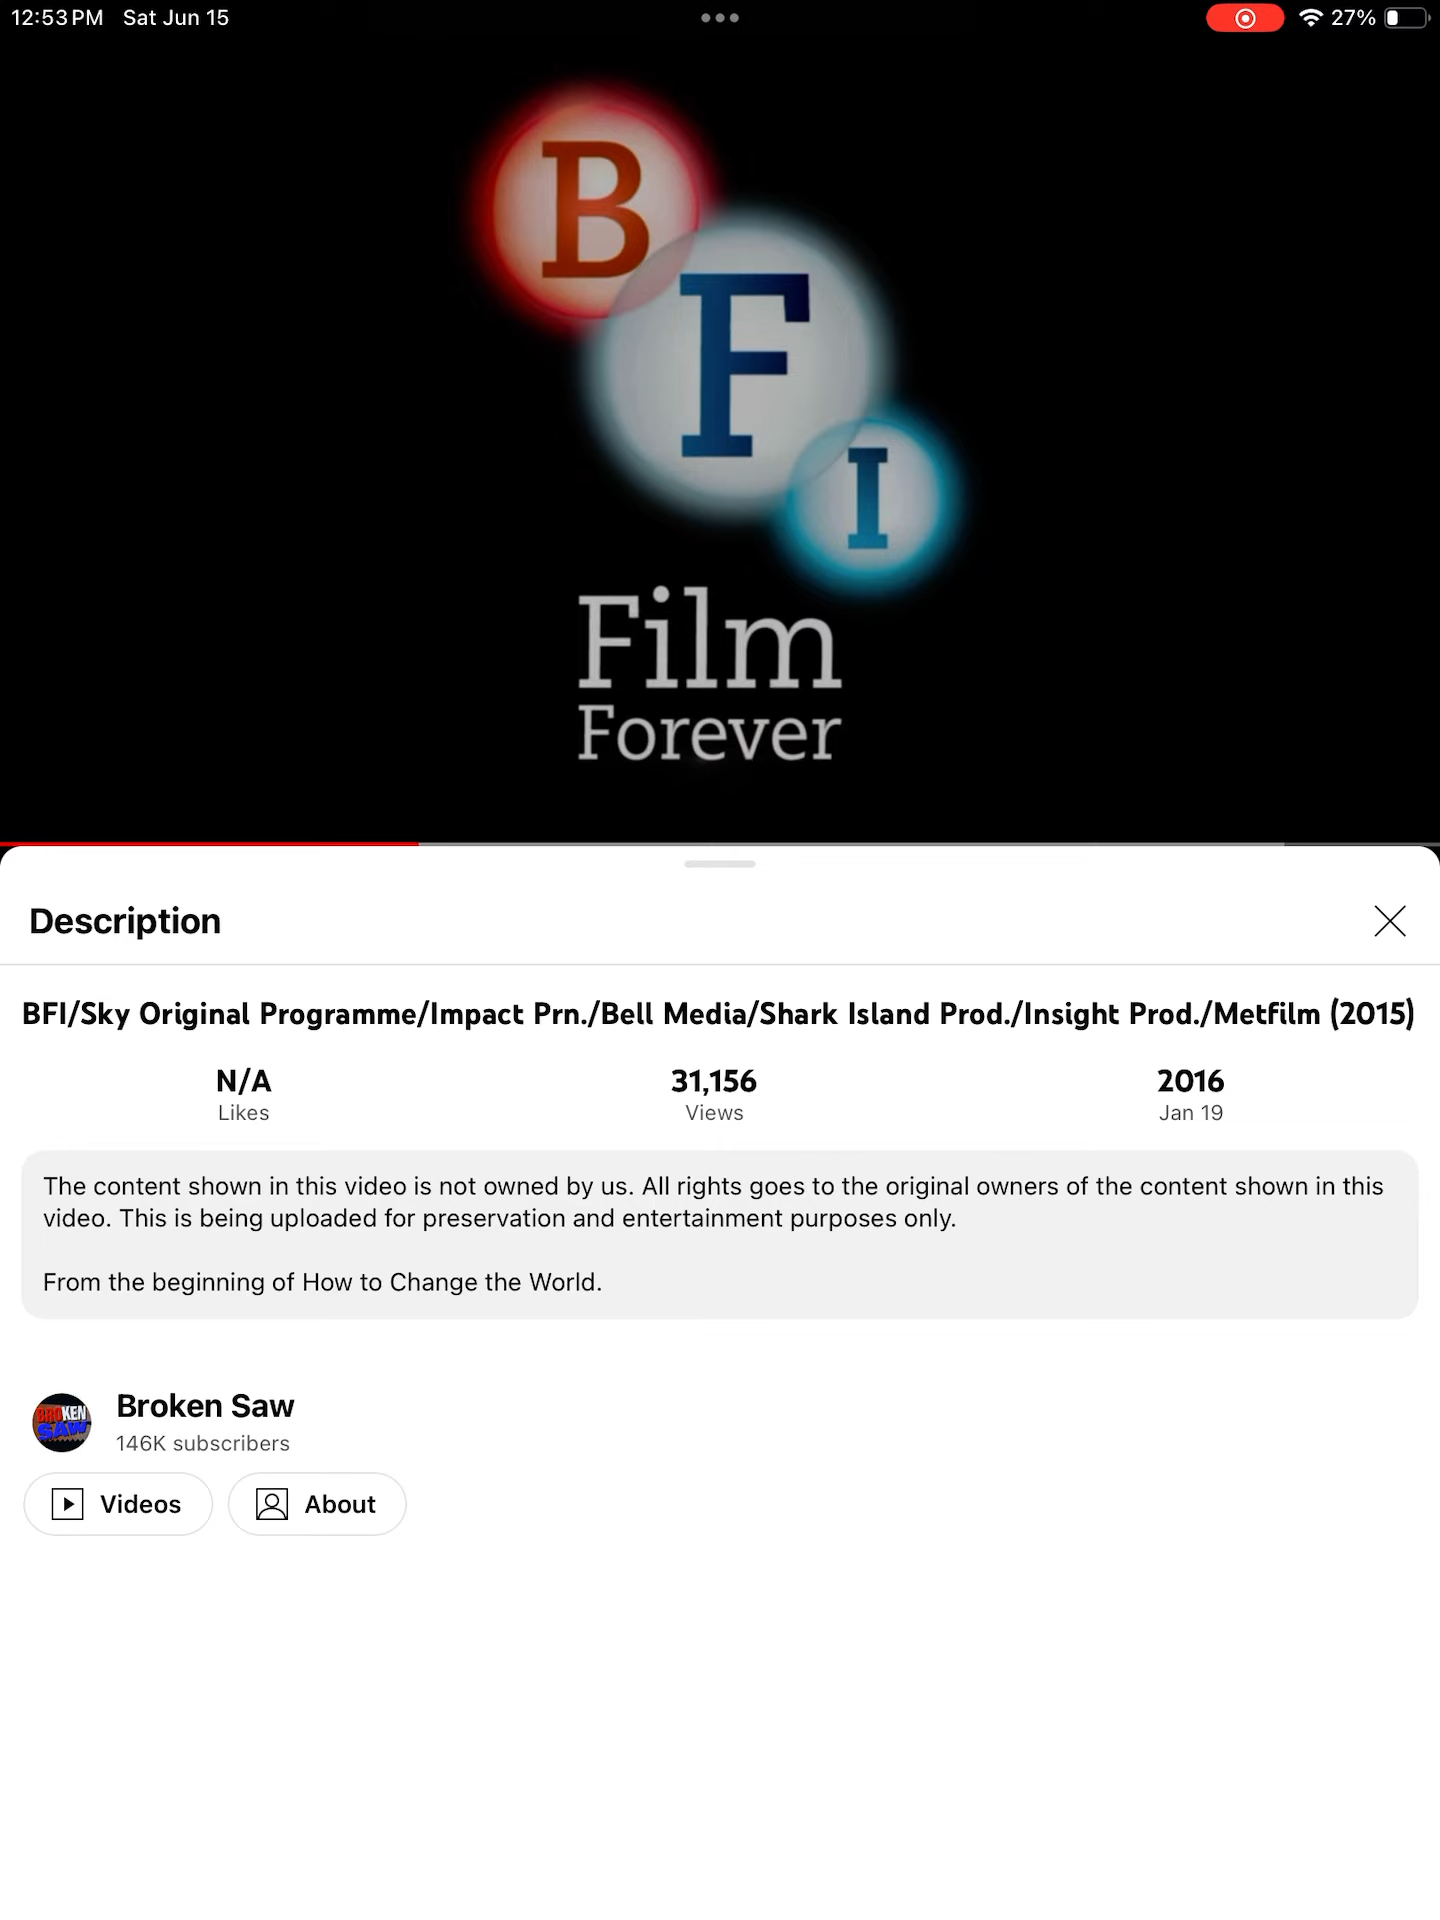 12:53 PM Sat Jun 15
27%
B
F
I
Film
Forever
Description
BFI/Sky Original Programme/Impact Prn./Bell Media/Shark Island Prod./Insight Prod./Metfilm (2015)
N/A
31,156
2016
Likes
Views
Jan 19
The content shown in this video is not owned by us. All rights goes to the original owners of the content shown in this
video. This is being uploaded for preservation and entertainment purposes only.
From the beginning of How to Change the World.
BROKEN
SAW
Broken Saw
146K subscribers
Videos
About